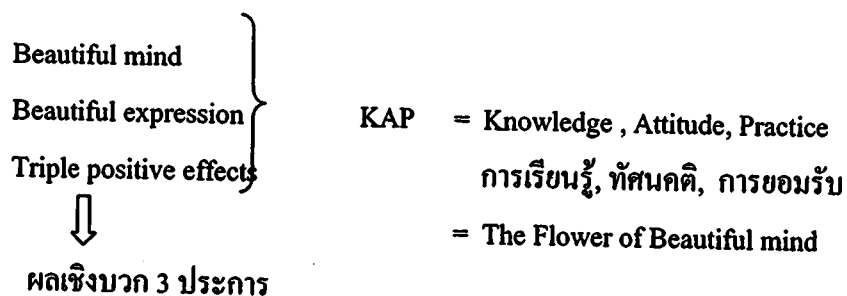 Beautiful mind
Beautiful expression
Triple positive effects
ผลเชิงบวก 3 ประการ
KAP = Knowledge , Attitude, Practice
การเรียนรู้, ทัศนคติ, การยอมรับ
= The Flower of Beautiful mind